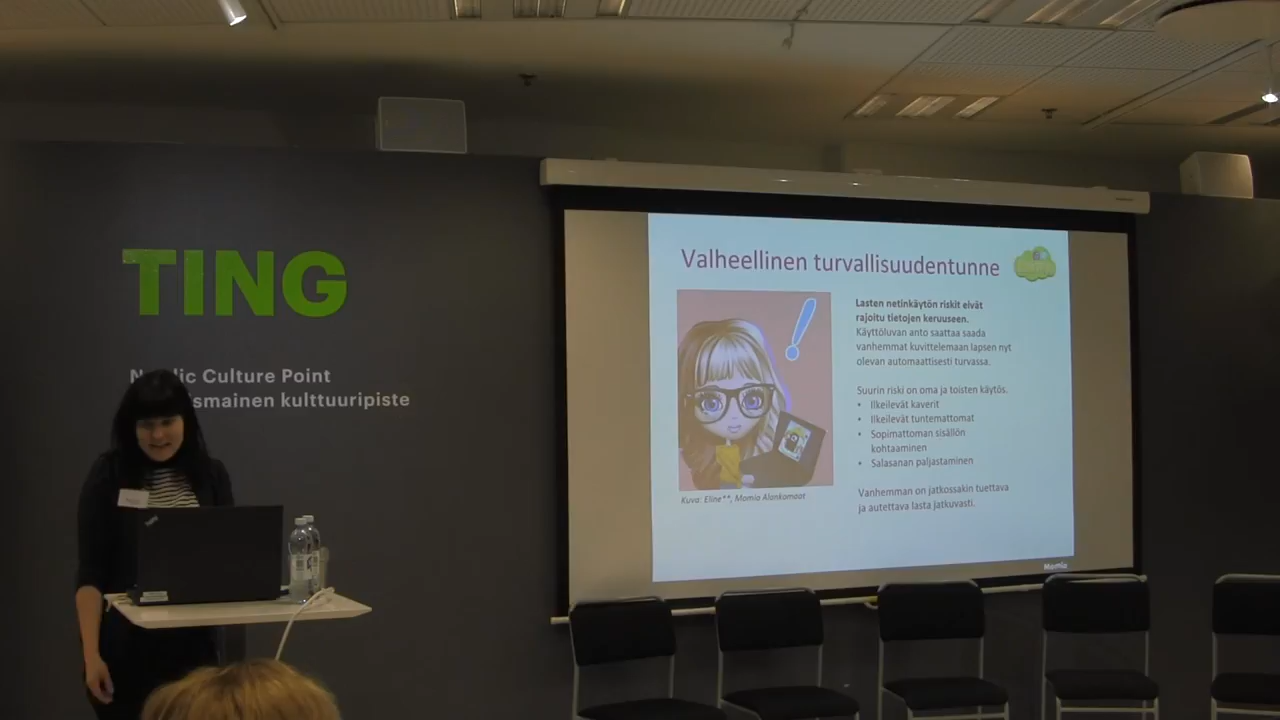 TING
Nordic Culture Point
ismainen kulttuuripiste
Valheellinen turvallisuudentunne
Lasten netinkäytön riskit eivät
rajoitu tietojen keruuseen.
Käyttöluvan anto saattaa saada
vanhemmat kuvittelemaan lapsen nyt
olevan automaattisesti turvassa.
Suurin riski on oma ja toisten käytös.
• Ilkeilevät kaverit
• Ilkeilevät tuntemattomat
• Sopimattoman sisällön
kohtaaminen
• Salasanan paljastaminen
Vanhemman on jatkossakin tuettava
ja autettava lasta jatkuvasti.
Kuva: Eline**, Momio Alankomaat
Momio